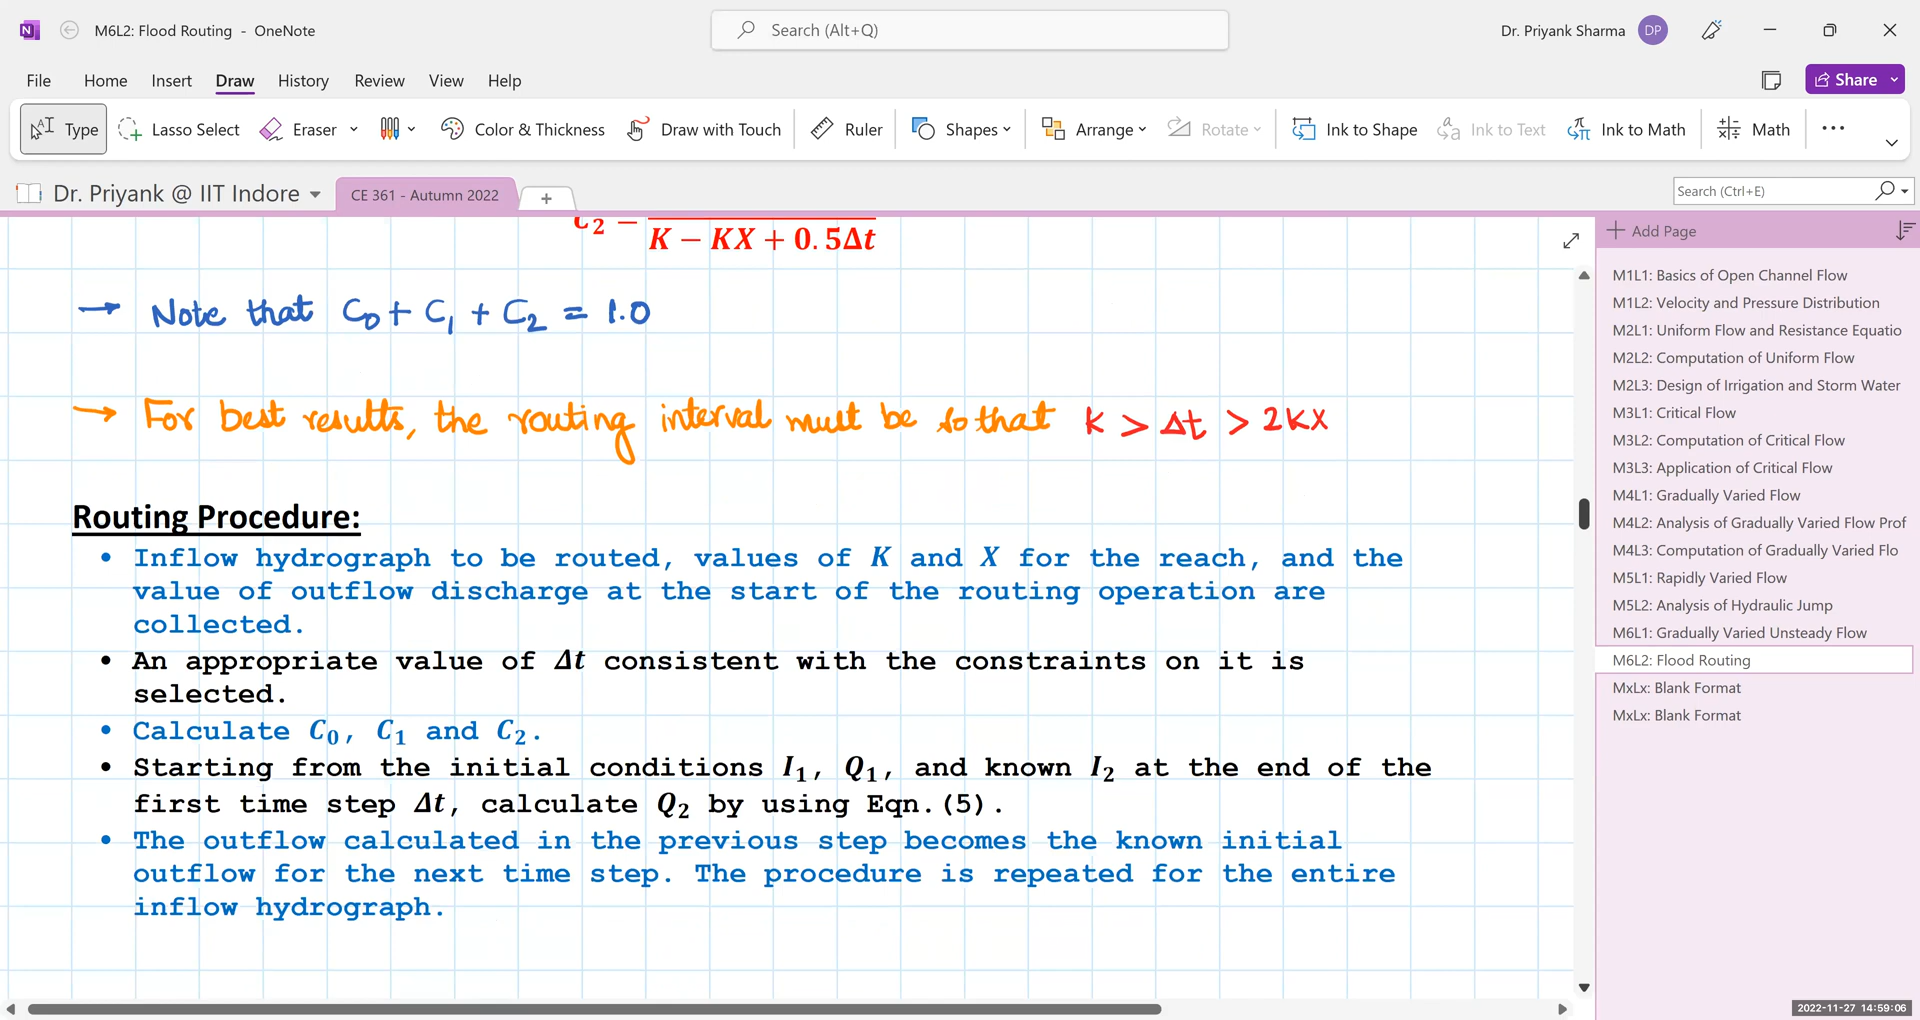 M6L2: Flood Routing - OneNote
Search (Alt+Q)
Dr. Priyank Sharma DP
File Home Insert Draw History Review View Help
Share
Type Lasso Select Eraser Color & Thickness Draw with Touch Ruler Shapes Arrange Rotate Ink to Shape Ink to Text Ink to Math Math
Dr. Priyank @ IIT Indore CE 361 - Autumn 2022 +
Search (Ctrl+E)
C₂ =
K − KX + 0.5Δt
→ Note that C₀ + C₁ + C₂ = 1.0
→ For best results, the routing interval must be so that K > Δt > 2KX
Routing Procedure:
• Inflow hydrograph to be routed, values of K and X for the reach, and the
value of outflow discharge at the start of the routing operation are
collected.
• An appropriate value of Δt consistent with the constraints on it is
selected.
• Calculate C₀, C₁ and C₂.
• Starting from the initial conditions I₁, Q₁, and known I₂ at the end of the
first time step Δt, calculate Q₂ by using Eqn.(5).
• The outflow calculated in the previous step becomes the known initial
outflow for the next time step. The procedure is repeated for the entire
inflow hydrograph.
Add Page
M1L1: Basics of Open Channel Flow
M1L2: Velocity and Pressure Distribution
M2L1: Uniform Flow and Resistance Equatio
M2L2: Computation of Uniform Flow
M2L3: Design of Irrigation and Storm Water
M3L1: Critical Flow
M3L2: Computation of Critical Flow
M3L3: Application of Critical Flow
M4L1: Gradually Varied Flow
M4L2: Analysis of Gradually Varied Flow Prof
M4L3: Computation of Gradually Varied Flo
M5L1: Rapidly Varied Flow
M5L2: Analysis of Hydraulic Jump
M6L1: Gradually Varied Unsteady Flow
M6L2: Flood Routing
MxLx: Blank Format
MxLx: Blank Format
2022-11-27 14:59:06